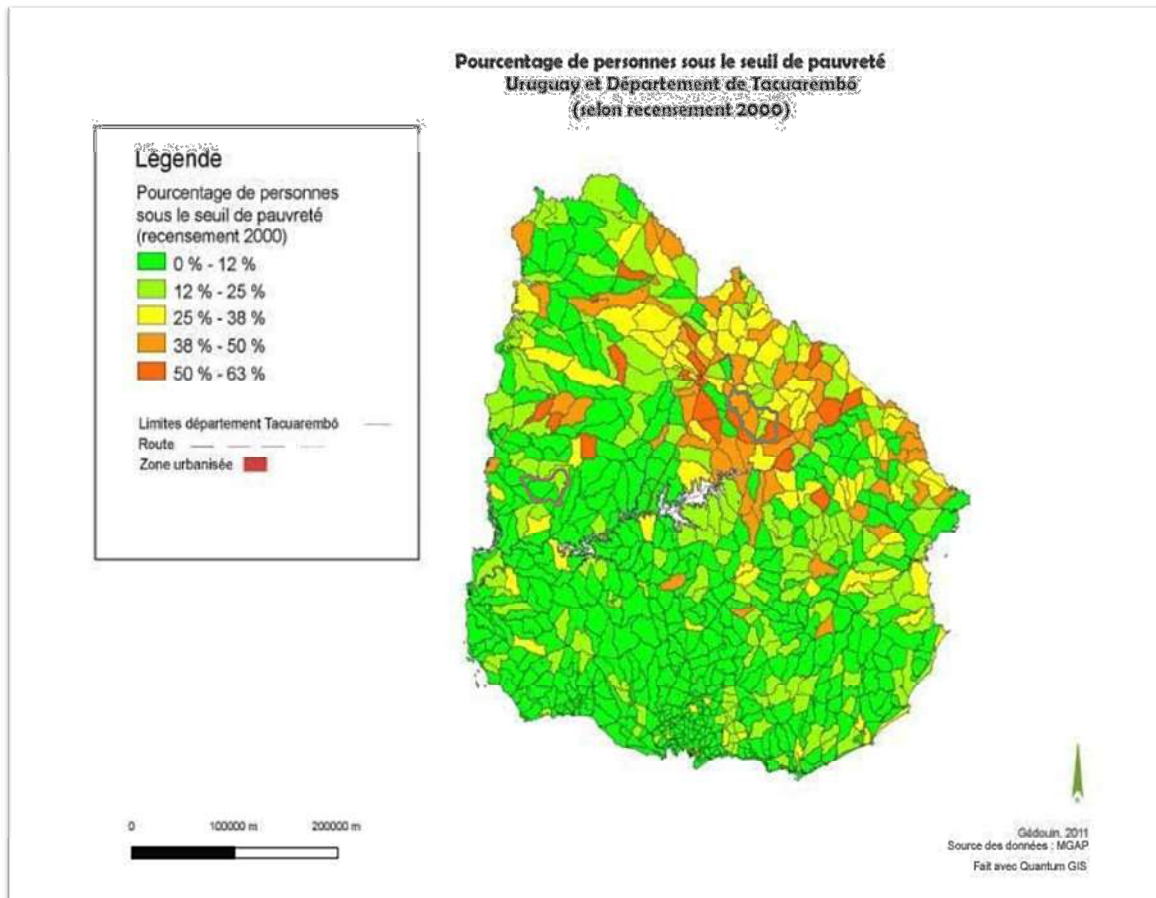 Pourcentage de personnes sous le seuil de pauvreté
Uruguay et Département de Tacuarembó
(selon recensement 2000)
Légende
Pourcentage de personnes
sous le seuil de pauvreté
(recensement 2000)
0 % - 12 %
12 % - 25 %
25 % - 38 %
38 % - 50 %
50 % - 63 %
Limites département Tacuarembó
Route
Zone urbanisée
0 100000 m 200000 m
Gédouin, 2011
Source des données : MGAP
Fait avec Quantum GIS